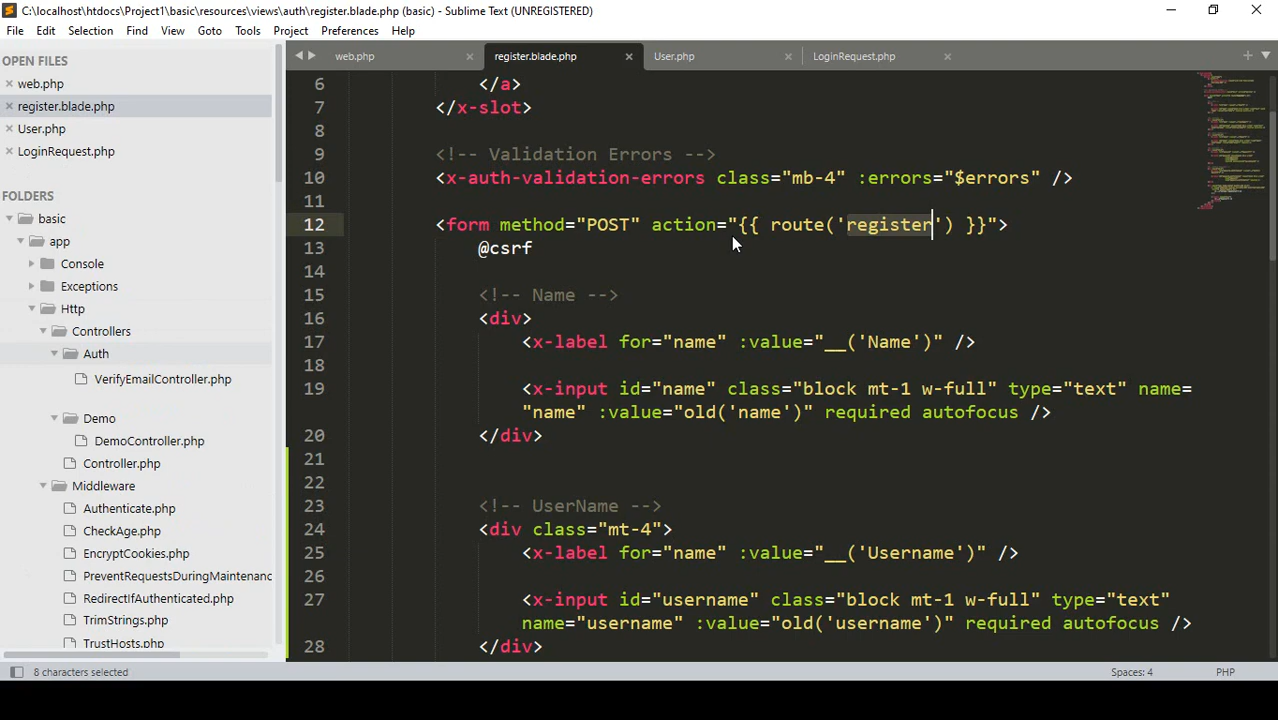 C:\localhost\htdocs\Project1\basic\resources\views\auth\register.blade.php (basic) - Sublime Text (UNREGISTERED)
File Edit Selection Find View Goto Tools Project Preferences Help
OPEN FILES
web.php
register.blade.php
User.php
LoginRequest.php
FOLDERS
basic
app
Console
Exceptions
Http
Controllers
Auth
VerifyEmailController.php
Demo
DemoController.php
Controller.php
Middleware
Authenticate.php
CheckAge.php
EncryptCookies.php
PreventRequestsDuringMaintenanc
RedirectIfAuthenticated.php
TrimStrings.php
TrustHosts.php
web.php register.blade.php User.php LoginRequest.php
6 </a>
7 </x-slot>
8
9 <!-- Validation Errors -->
10 <x-auth-validation-errors class="mb-4" :errors="$errors" />
11
12 <form method="POST" action="{{ route('register') }}">
13 @csrf
14
15 <!-- Name -->
16 <div>
17 <x-label for="name" :value="__('Name')" />
18
19 <x-input id="name" class="block mt-1 w-full" type="text" name=
"name" :value="old('name')" required autofocus />
20 </div>
21
22
23 <!-- UserName -->
24 <div class="mt-4">
25 <x-label for="name" :value="__('Username')" />
26
27 <x-input id="username" class="block mt-1 w-full" type="text"
name="username" :value="old('username')" required autofocus />
28 </div>
8 characters selected
Spaces: 4
PHP